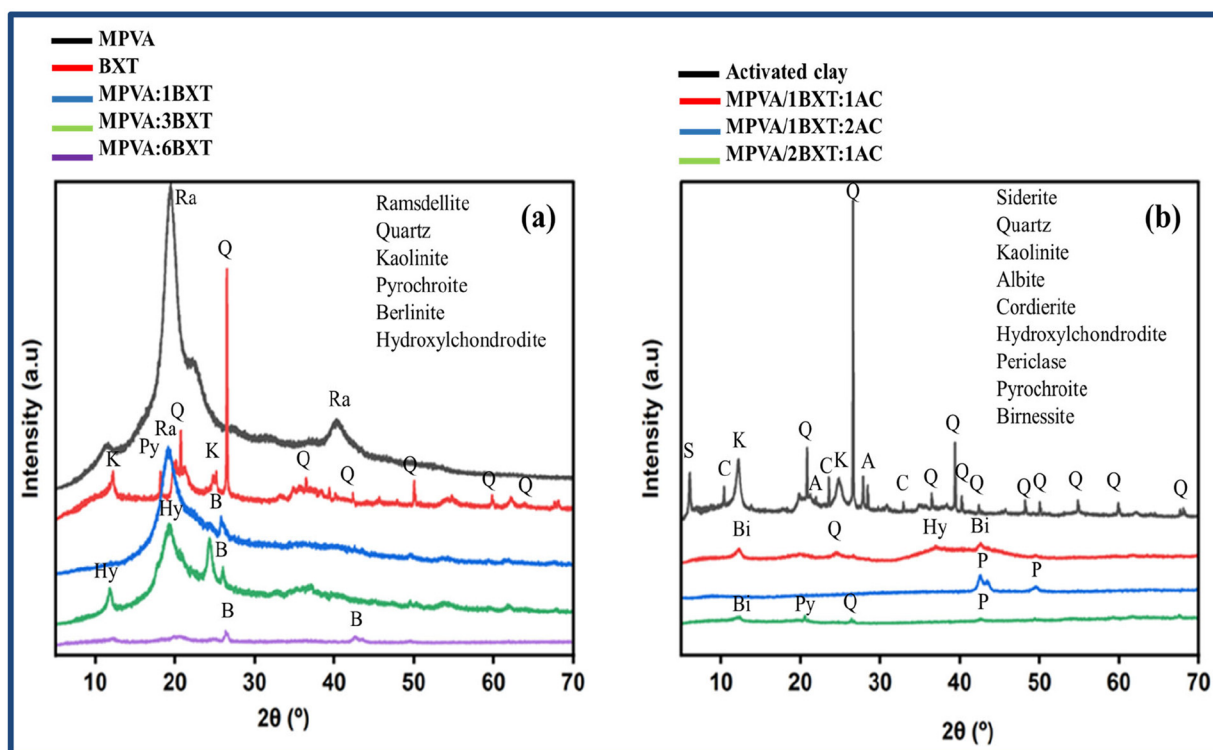 MPVA
BXT
MPVA:1BXT
MPVA:3BXT
MPVA:6BXT
Ra
Ramsdellite
Quartz
Kaolinite
Pyrochroite
Berlinite
Hydroxylchondrodite
(a)
Q
Ra
Ra
Q
Py
K
K
Q
Q
Q
Q
Q
Hy
B
B
Hy
B
B
Intensity (a.u)
10 20 30 40 50 60 70
2θ (º)
Activated clay
MPVA/1BXT:1AC
MPVA/1BXT:2AC
MPVA/2BXT:1AC
Q
Siderite
Quartz
Kaolinite
Albite
Cordierite
Hydroxylchondrodite
Periclase
Pyrochroite
Birnessite
(b)
S
C
K
Q
A
C
K
A
C
Q
Q
Q
Q
Q
Q
Q
Q
Q
Bi
Q
Hy
Bi
P
P
Bi
Py
Q
P
Intensity (a.u)
10 20 30 40 50 60 70
2θ (º)